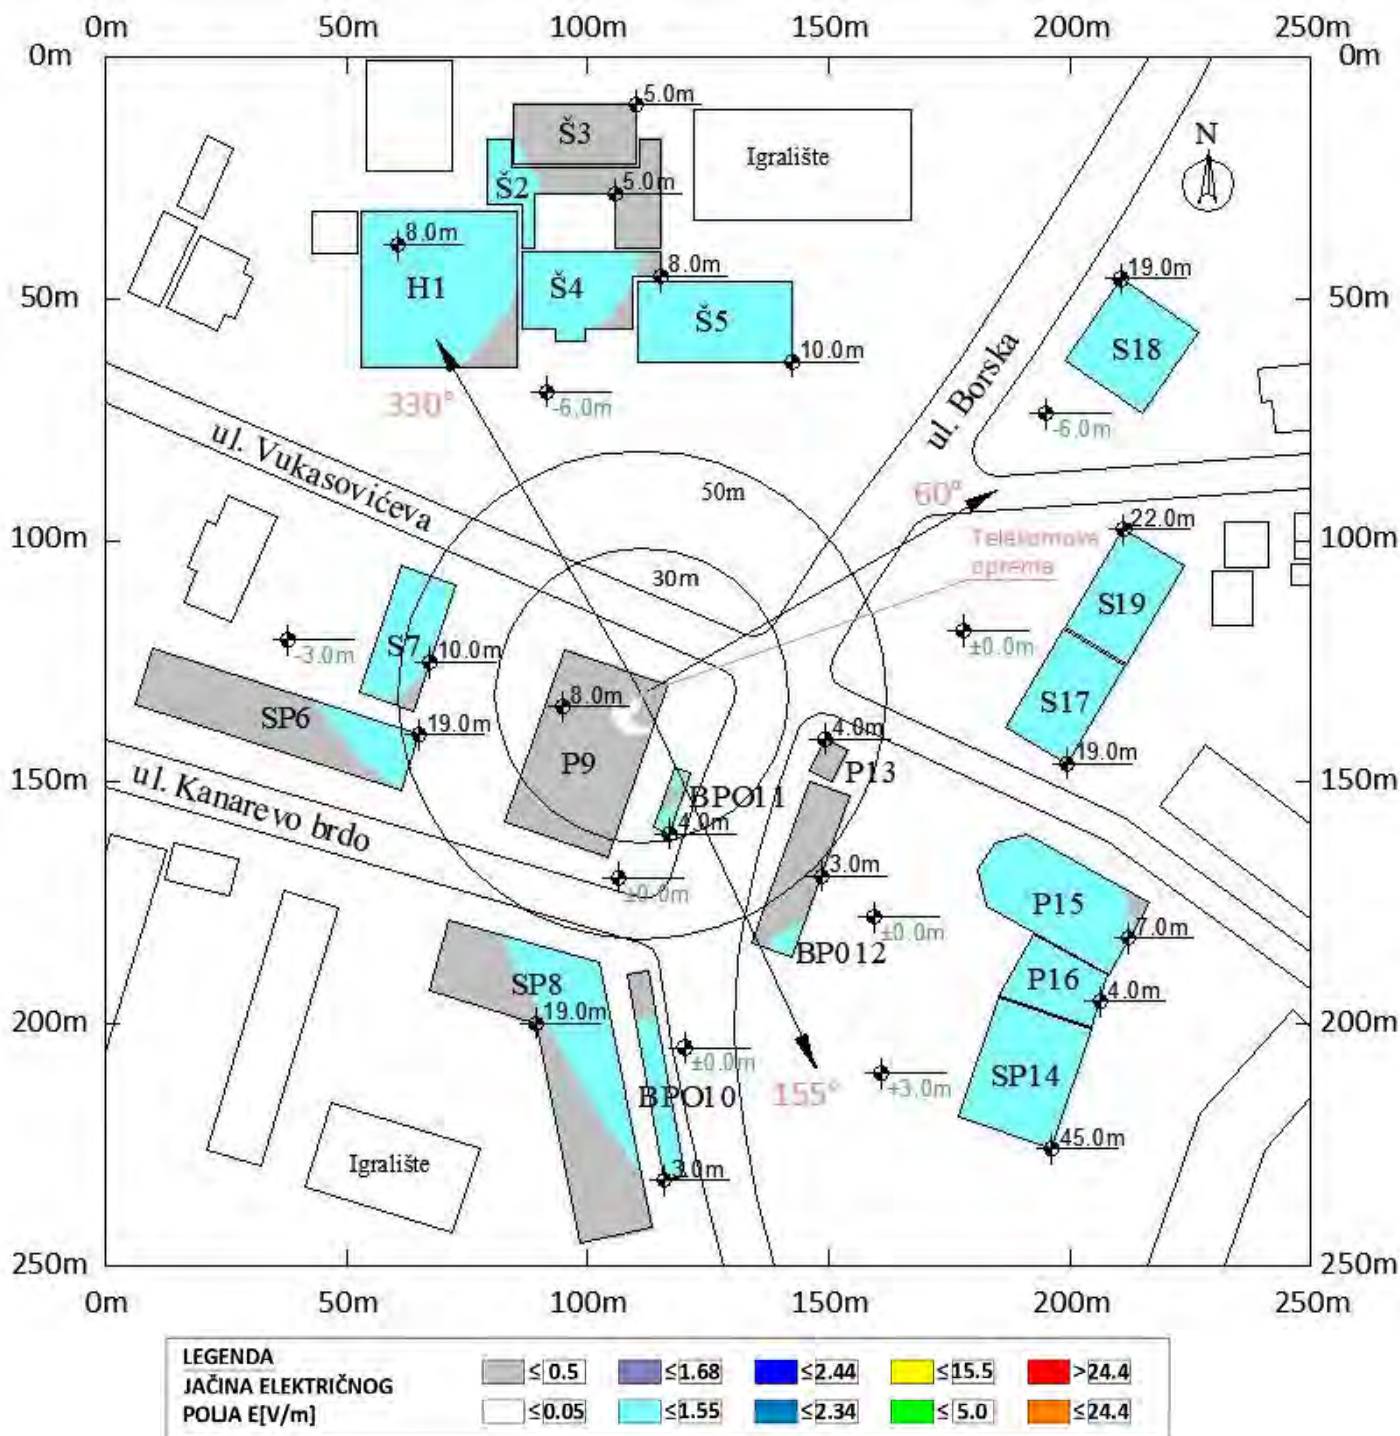 0m 50m 100m 150m 200m 250m
0m 0m
5.0m
Š3
Igralište
N
Š2
5.0m
8.0m
H1
8.0m
19.0m
Š4
50m 50m
Š5
S18
10.0m
330°
-6.0m
ul. Borska
-6.0m
ul. Vukasovićeva
50m
60°
22.0m
100m 100m
Telekomova
oprema
30m
S19
±0.0m
S7
-3.0m
10.0m
8.0m
SP6
19.0m
S17
4.0m
P9
19.0m
P13
150m 150m
BPO11
ul. Kanarevo brdo
4.0m
3.0m
±0.0m
P15
±0.0m
7.0m
BP012
SP8
P16
19.0m
4.0m
200m 200m
±0.0m
SP14
155°
+3.0m
BPO10
45.0m
Igralište
3.0m
250m 250m
0m 50m 100m 150m 200m 250m
LEGENDA
JAČINA ELEKTRIČNOG
POLJA E[V/m]
≤ 0.5 ≤1.68 ≤2.44 ≤15.5 >24.4
≤0.05 ≤1.55 ≤2.34 ≤ 5.0 ≤24.4